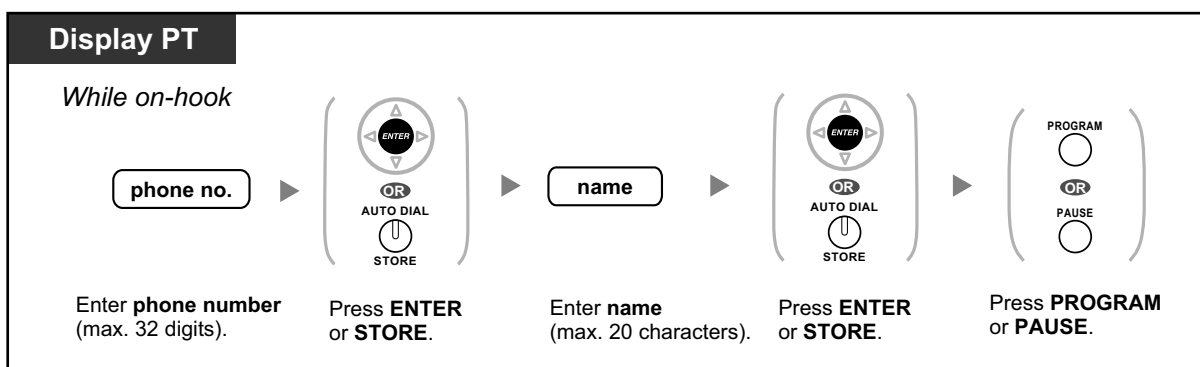 Display PT
While on-hook
phone no.
ENTER
OR
AUTO DIAL
STORE
name
ENTER
OR
AUTO DIAL
STORE
PROGRAM
OR
PAUSE
Enter phone number
(max. 32 digits).
Press ENTER
or STORE.
Enter name
(max. 20 characters).
Press ENTER
or STORE.
Press PROGRAM
or PAUSE.